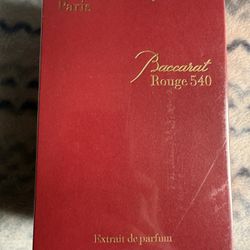 Paris
Baccarat
Rouge 540
Extrait de parfum